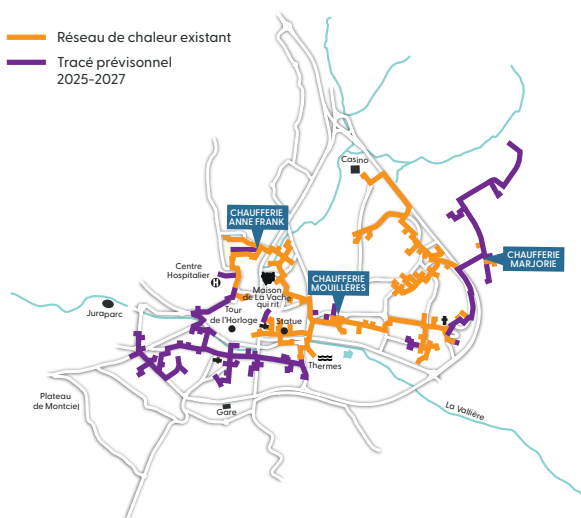 Réseau de chaleur existant
Tracé prévisionnel
2025-2027
Casino
CHAUFFERIE
ANNE FRANK
CHAUFFERIE
MARJORIE
Centre
Hospitalier
H
CHAUFFERIE
MOUILLÈRES
Maison
de La Vache
qui rit
Juraparc
Tour
de l'Horloge
Statue
Thermes
Plateau
de Montciel
Gare
La Vallière